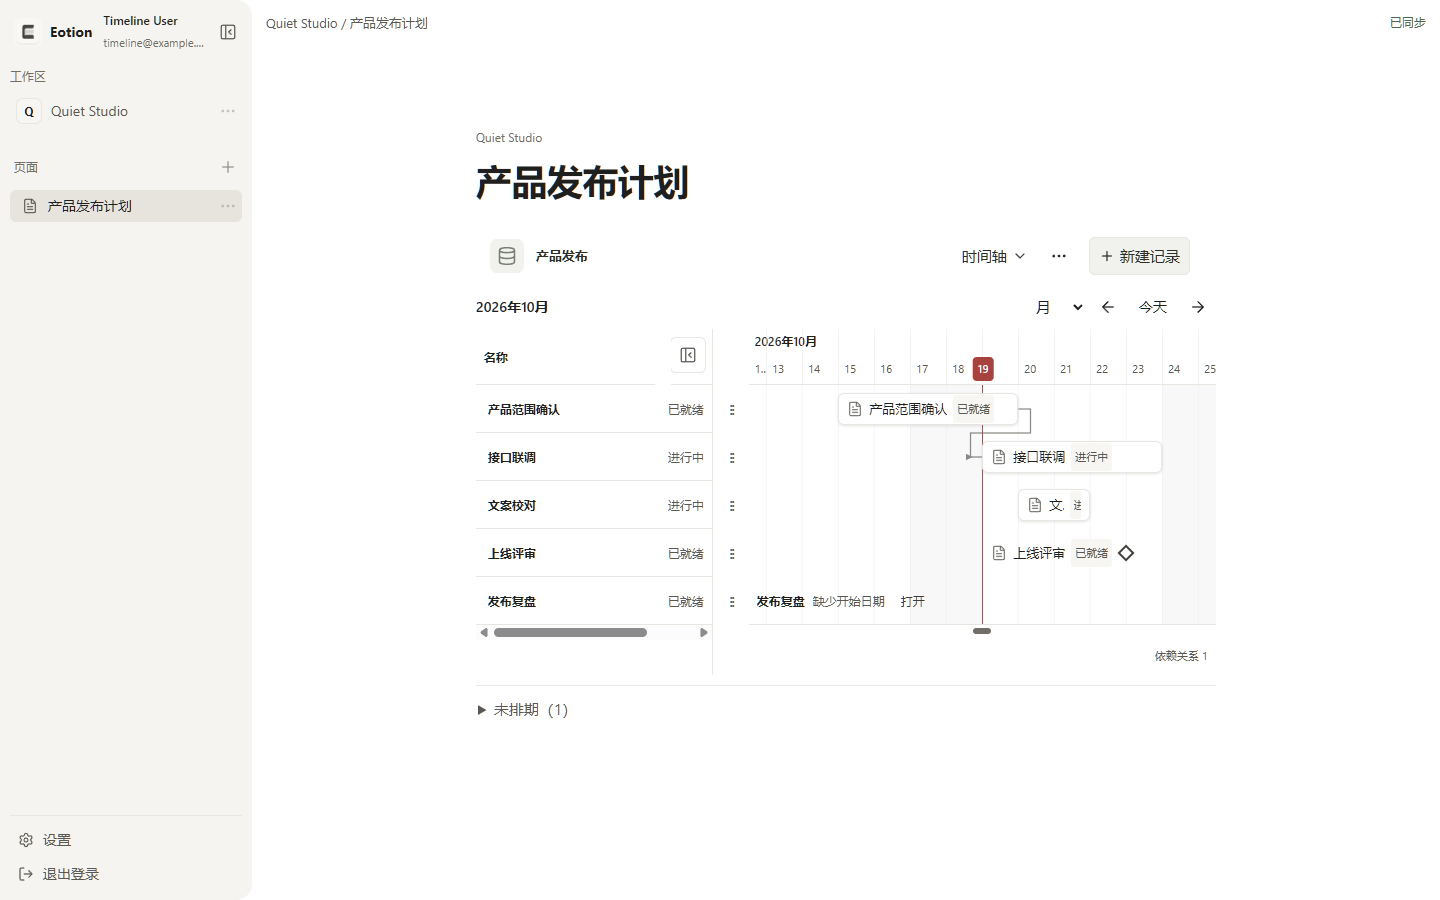 Eotion
Timeline User
timeline@example....
工作区
Q Quiet Studio
页面
产品发布计划
设置
退出登录
Quiet Studio / 产品发布计划
已同步
Quiet Studio
产品发布计划
产品发布
时间轴
新建记录
2026年10月
月
今天
名称
2026年10月
1.. 13 14 15 16 17 18 19 20 21 22 23 24 25
产品范围确认 已就绪
产品范围确认 已就绪
接口联调 进行中
接口联调 进行中
文案校对 进行中
文.
上线评审 已就绪
上线评审 已就绪
发布复盘 已就绪
发布复盘 缺少开始日期 打开
依赖关系 1
未排期（1）